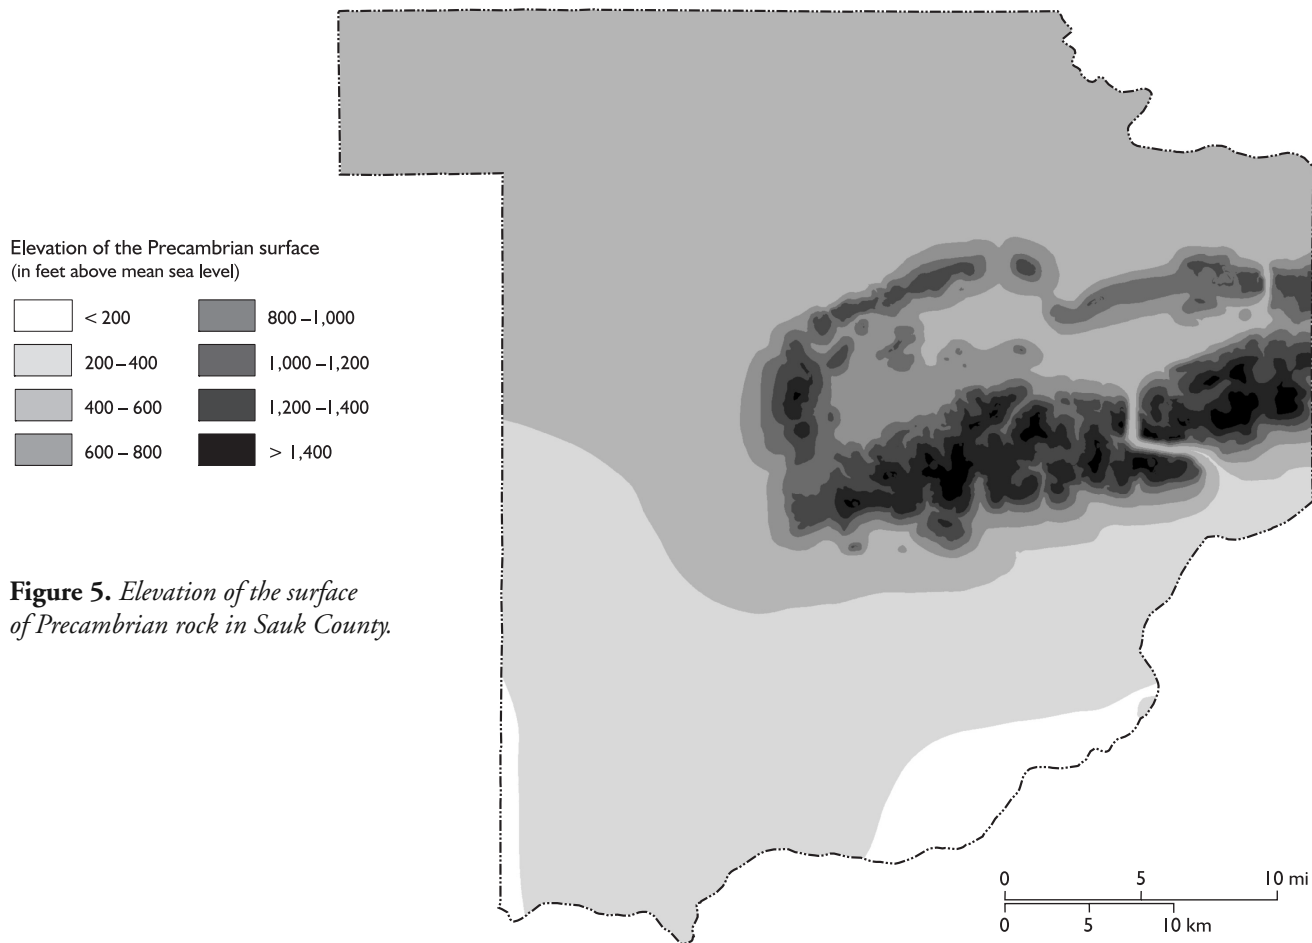 Elevation of the Precambrian surface
(in feet above mean sea level)
< 200
800 – 1,000
200 – 400
1,000 – 1,200
400 – 600
1,200 – 1,400
600 – 800
> 1,400
Figure 5. Elevation of the surface
of Precambrian rock in Sauk County.
0 5 10 mi
0 5 10 km